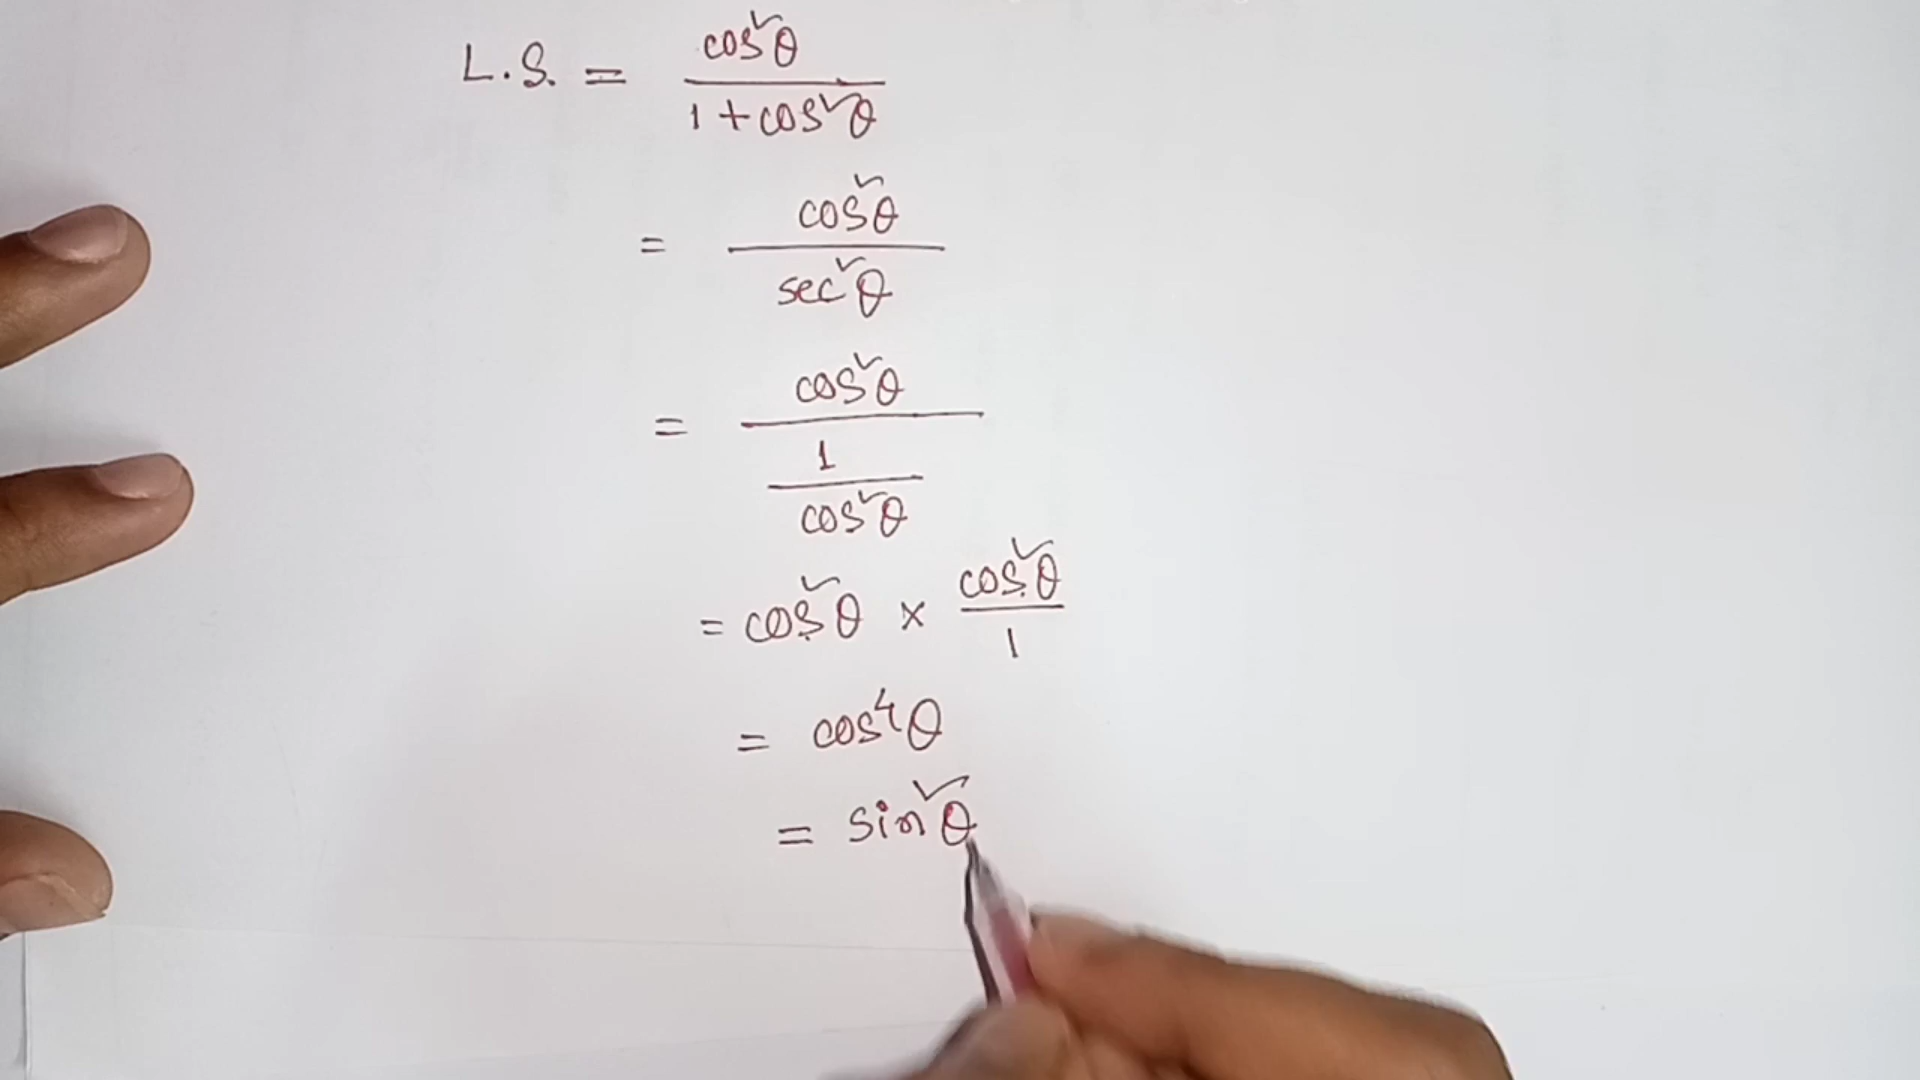 L.S. = cos²θ / 1+cos²θ
= cos²θ / sec²θ
= cos²θ / 1/cos²θ
= cos²θ × cos²θ/1
= cos⁴θ
= sin²θ